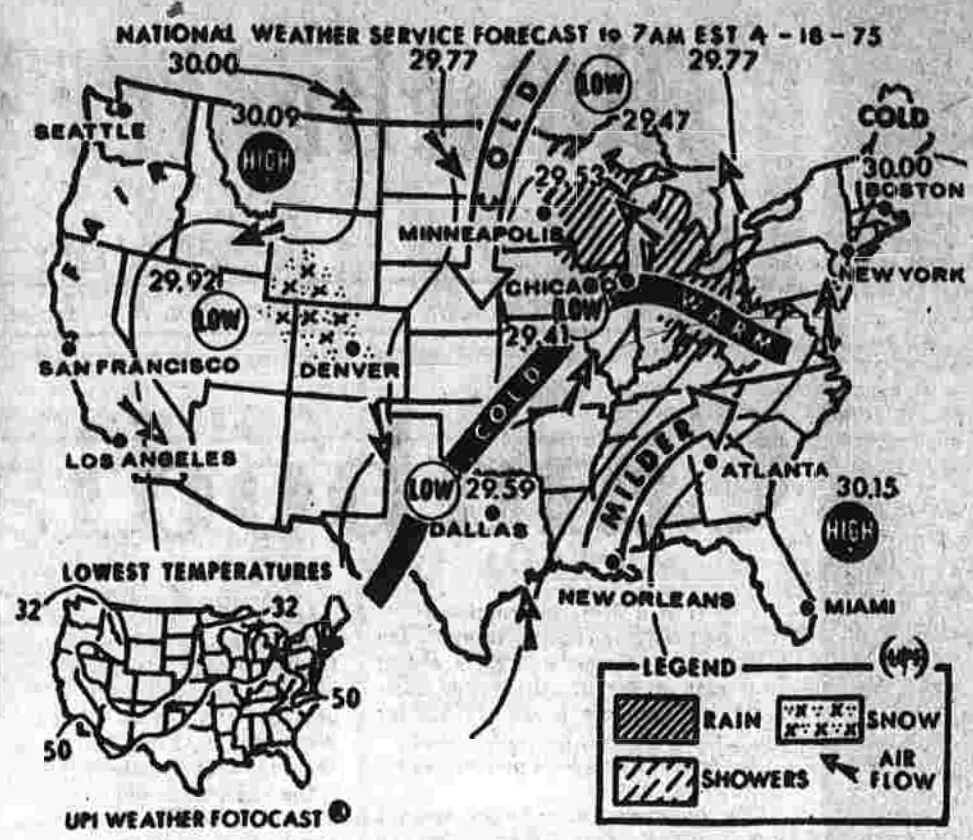 NATIONAL WEATHER SERVICE FORECAST to 7AM EST 4 - 18 - 75
30.00
29.77
29.77
LOW
COLD
COLD
SEATTLE
30.09
HIGH
29.47
30.00
BOSTON
29.53
MINNEAPOLIS
NEW YORK
29.92
LOW
CHICAGO
LOW
WARM
29.41
SAN FRANCISCO
DENVER
COLD
LOS ANGELES
MILDER
ATLANTA
LOW
29.59
DALLAS
30.15
HIGH
LOWEST TEMPERATURES
32
32
NEW ORLEANS
MIAMI
50
50
LEGEND
UPI
RAIN
SNOW
SHOWERS
AIR
FLOW
UPI WEATHER FOTOCAST ®